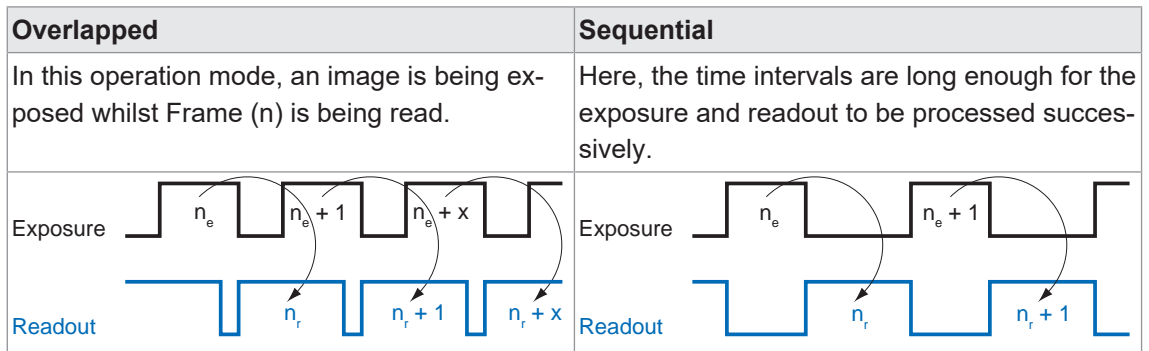 Overlapped
Sequential
In this operation mode, an image is being ex-
posed whilst Frame (n) is being read.
Here, the time intervals are long enough for the
exposure and readout to be processed succes-
sively.
Exposure
nₑ
nₑ + 1
nₑ + x
Readout
nᵣ
nᵣ + 1
nᵣ + x
Exposure
nₑ
nₑ + 1
Readout
nᵣ
nᵣ + 1